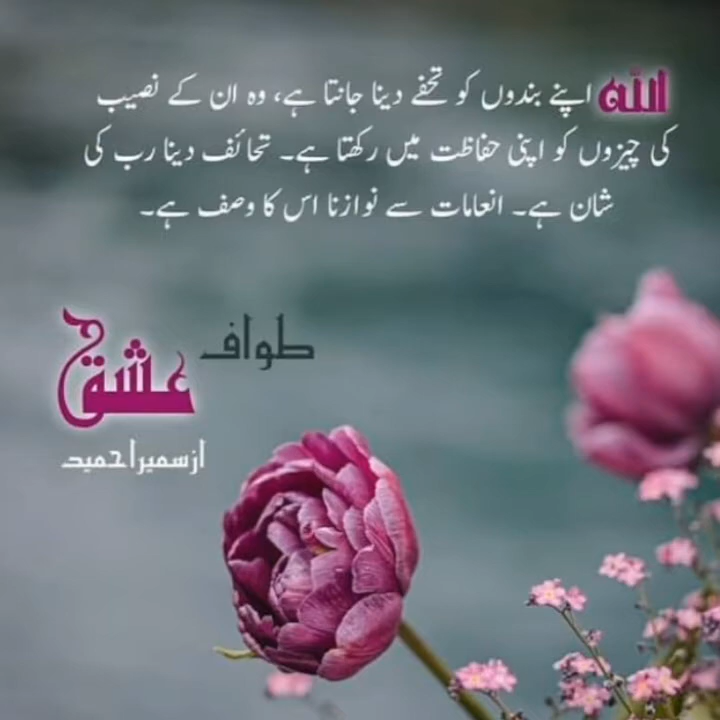 اللہ اپنے بندوں کو تحفے دینا جانتا ہے، وہ ان کے نصیب
کی چیزوں کو اپنی حفاظت میں رکھتا ہے۔ تحائف دینا رب کی
شان ہے۔ انعامات سے نوازنا اس کا وصف ہے۔
طواف عشق
از سمیرا حمید